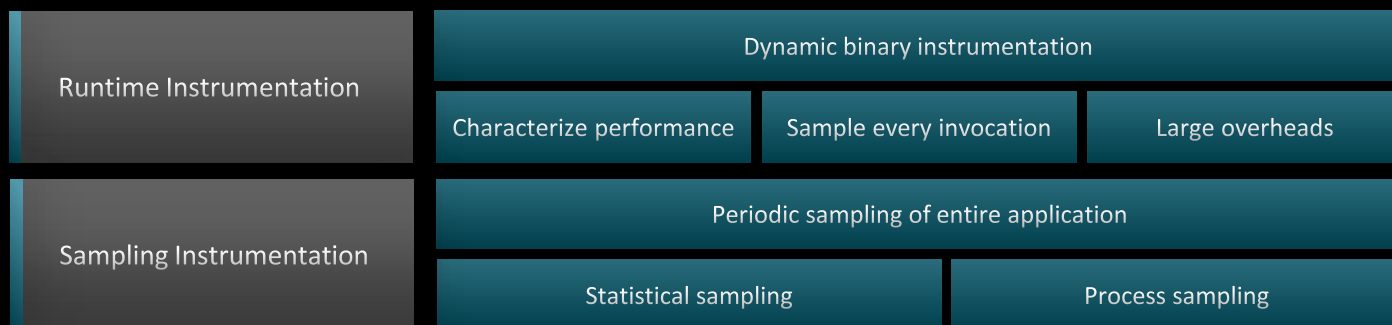 Runtime Instrumentation
Dynamic binary instrumentation
Characterize performance
Sample every invocation
Large overheads
Sampling Instrumentation
Periodic sampling of entire application
Statistical sampling
Process sampling